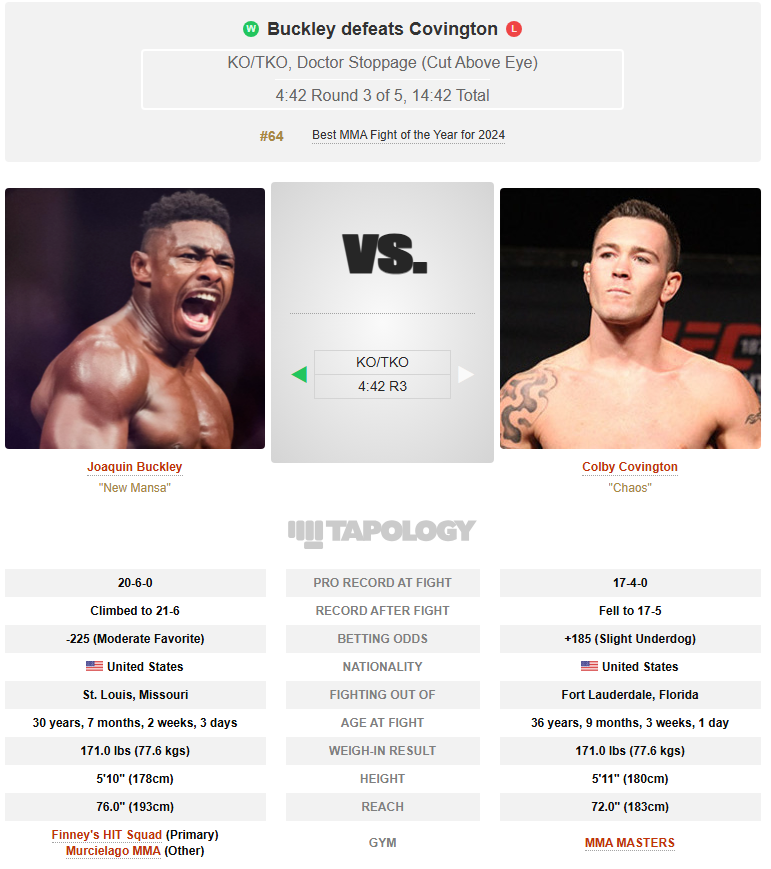 W Buckley defeats Covington L
KO/TKO, Doctor Stoppage (Cut Above Eye)
4:42 Round 3 of 5, 14:42 Total
#64 Best MMA Fight of the Year for 2024
VS.
KO/TKO
4:42 R3
UFC
187
Joaquin Buckley
"New Mansa"
Colby Covington
"Chaos"
TAPOLOGY
20-6-0 PRO RECORD AT FIGHT 17-4-0
Climbed to 21-6 RECORD AFTER FIGHT Fell to 17-5
-225 (Moderate Favorite) BETTING ODDS +185 (Slight Underdog)
United States NATIONALITY United States
St. Louis, Missouri FIGHTING OUT OF Fort Lauderdale, Florida
30 years, 7 months, 2 weeks, 3 days AGE AT FIGHT 36 years, 9 months, 3 weeks, 1 day
171.0 lbs (77.6 kgs) WEIGH-IN RESULT 171.0 lbs (77.6 kgs)
5'10" (178cm) HEIGHT 5'11" (180cm)
76.0" (193cm) REACH 72.0" (183cm)
Finney's HIT Squad (Primary)
Murcielago MMA (Other) GYM MMA MASTERS